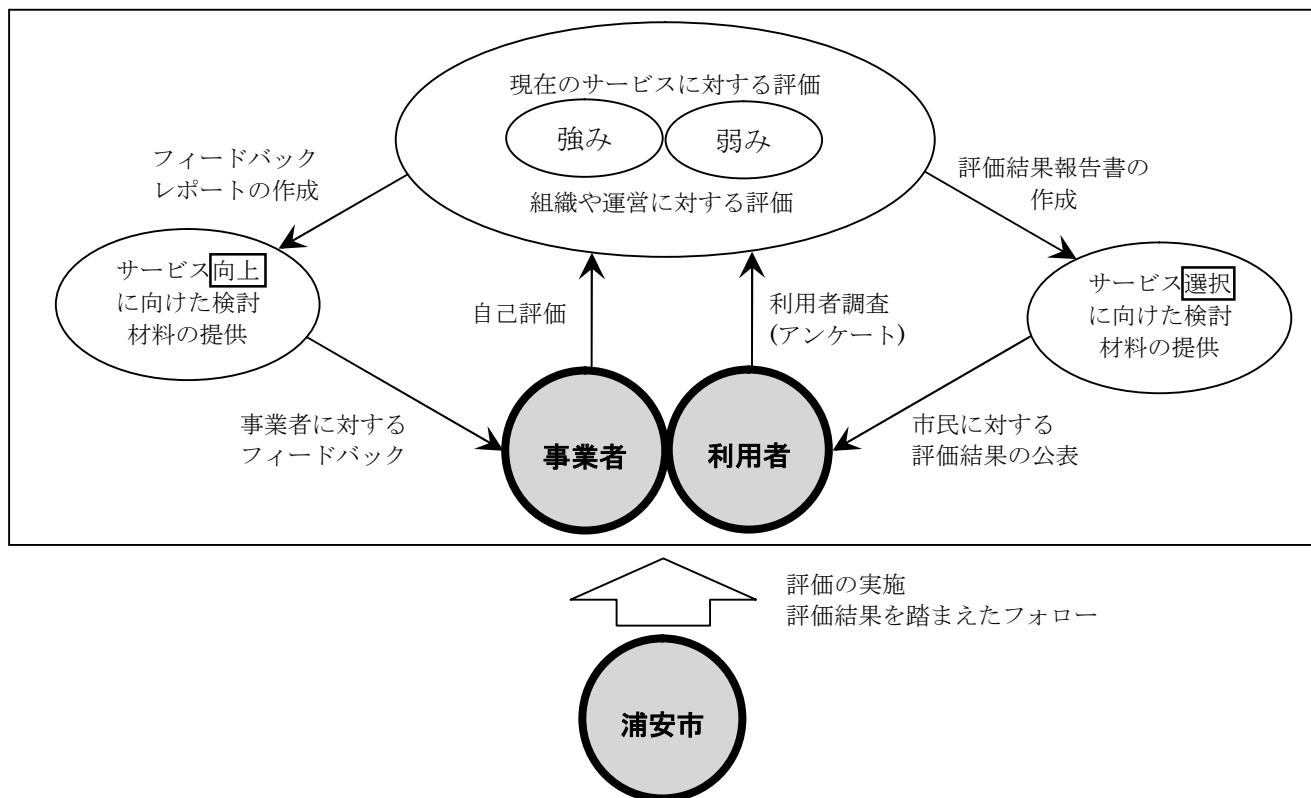 現在のサービスに対する評価
強み
弱み
組織や運営に対する評価
フィードバック
レポートの作成
評価結果報告書の
作成
サービス向上
に向けた検討
材料の提供
サービス選択
に向けた検討
材料の提供
自己評価
利用者調査
(アンケート)
事業者に対する
フィードバック
事業者
利用者
市民に対する
評価結果の公表
評価の実施
評価結果を踏まえたフォロー
浦安市